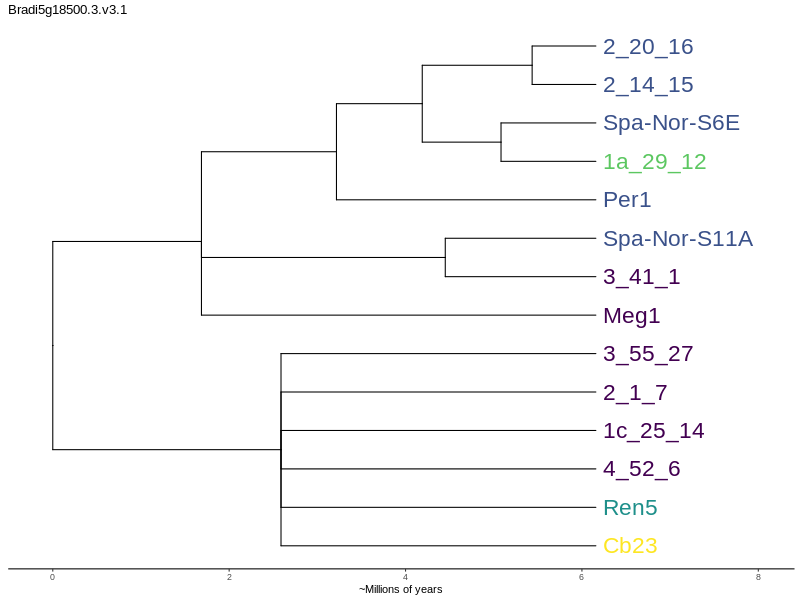 Bradi5g18500.3.v3.1
2_20_16
2_14_15
Spa-Nor-S6E
1a_29_12
Per1
Spa-Nor-S11A
3_41_1
Meg1
3_55_27
2_1_7
1c_25_14
4_52_6
Ren5
Cb23
0 2 4 6 8
~Millions of years